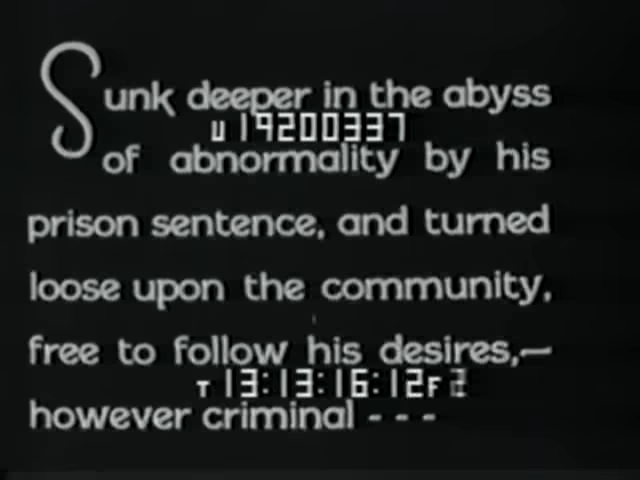 Sunk deeper in the abyss
U 19200337
of abnormality by his
prison sentence, and turned
loose upon the community,
free to follow his desires,—
T 13:13:16:12F2
however criminal - - -